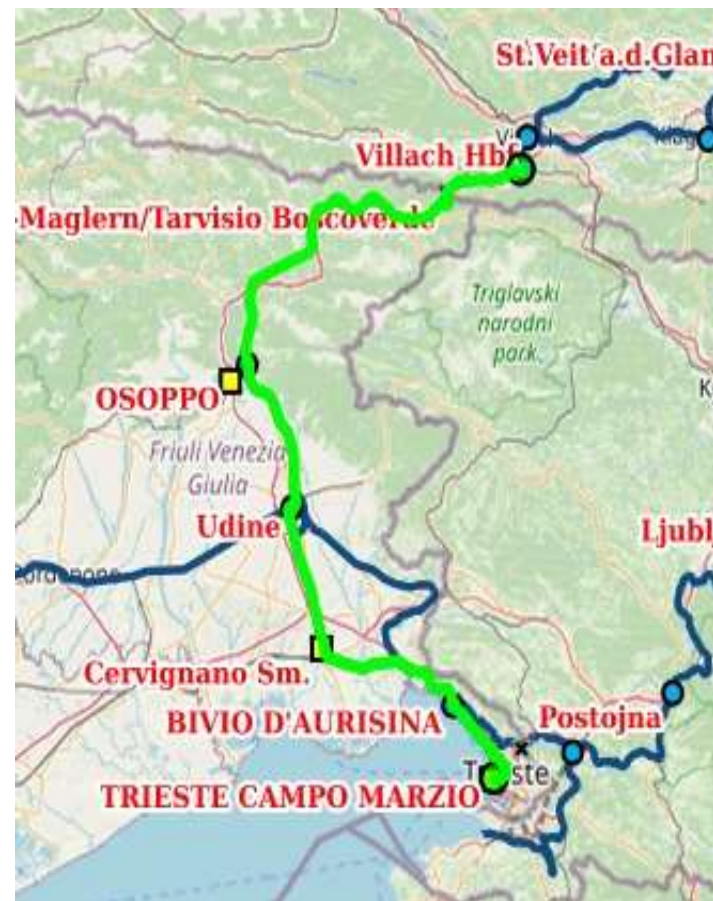 St.Veit a.d.Glan
Villach Hbf
-Maglern/Tarvisio Boscoverde
Triglavski
narodni
park
OSOPPO
Friuli Venezia
Giulia
Udine
Ljublj
Cervignano Sm.
BIVIO D'AURISINA
Postojna
TRIESTE CAMPO MARZIO